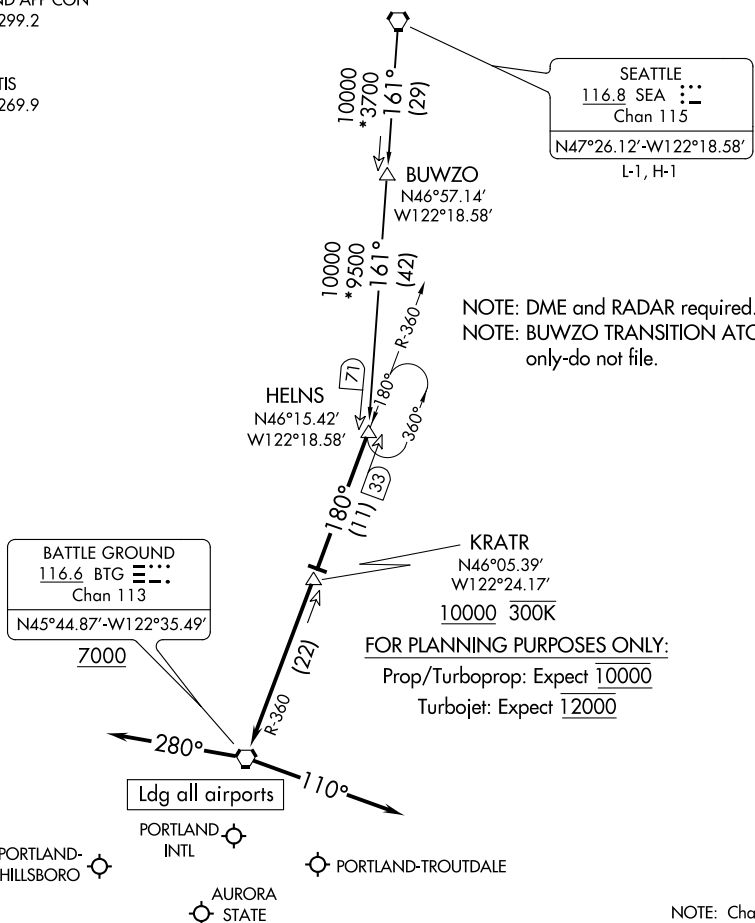 ND APP CON
299.2
TIS
269.9
10000
*3700
161°
(29)
SEATTLE
116.8 SEA
Chan 115
N47°26.12'-W122°18.58'
L-1, H-1
BUWZO
N46°57.14'
W122°18.58'
10000
*9500
161°
(42)
NOTE: DME and RADAR required.
NOTE: BUWZO TRANSITION ATC
only-do not file.
R-360
71
180°
360°
HELNS
N46°15.42'
W122°18.58'
33
180°
(11)
KRATR
N46°05.39'
W122°24.17'
10000 300K
BATTLE GROUND
116.6 BTG
Chan 113
N45°44.87'-W122°35.49'
7000
FOR PLANNING PURPOSES ONLY:
Prop/Turboprop: Expect 10000
Turbojet: Expect 12000
(22)
R-360
280°
110°
Ldg all airports
PORTLAND
INTL
PORTLAND-
HILLSBORO
PORTLAND-TROUTDALE
AURORA
STATE
NOTE: Cha